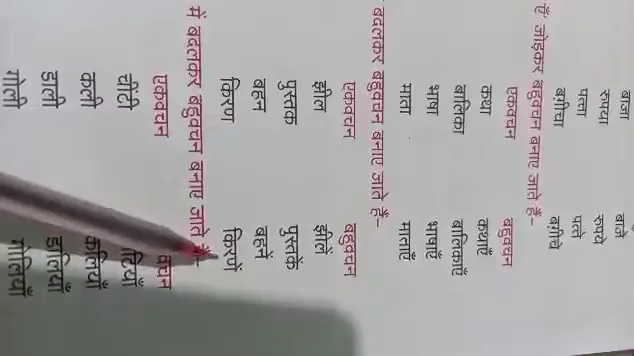 बाजा बाजे
रुपया रुपये
पत्ता पत्ते
बग़ीचा बग़ीचे
एँ जोड़कर बहुवचन बनाए जाते हैं-
एकवचन बहुवचन
कथा कथाएँ
बालिका बालिकाएँ
भाषा भाषाएँ
माता माताएँ
बदलकर बहुवचन बनाए जाते हैं-
एकवचन बहुवचन
झील झीलें
पुस्तक पुस्तकें
बहन बहनें
किरण किरणें
में बदलकर बहुवचन बनाए जाते हैं-
एकवचन वचन
चींटी टियाँ
कली कलियाँ
डाली डालियाँ
गोली गोलियाँ